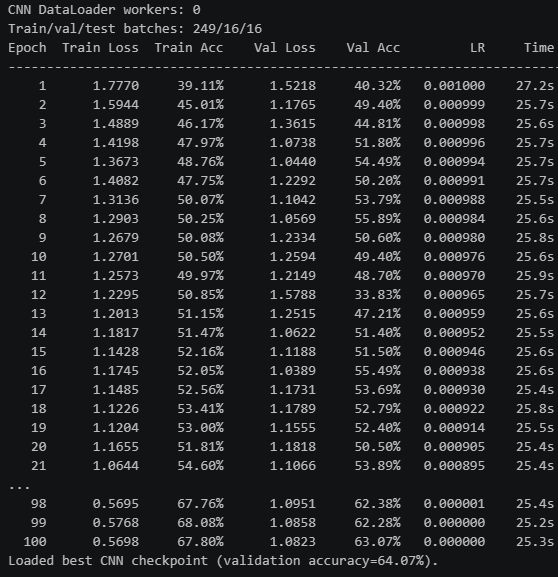 CNN DataLoader workers: 0
Train/val/test batches: 249/16/16
Epoch  Train Loss  Train Acc    Val Loss    Val Acc         LR     Time
-----------------------------------------------------------------------
    1      1.7770     39.11%      1.5218     40.32%   0.001000    27.2s
    2      1.5944     45.01%      1.1765     49.40%   0.000999    25.7s
    3      1.4889     46.17%      1.3615     44.81%   0.000998    25.6s
    4      1.4198     47.97%      1.0738     51.80%   0.000996    25.7s
    5      1.3673     48.76%      1.0440     54.49%   0.000994    25.7s
    6      1.4082     47.75%      1.2292     50.20%   0.000991    25.7s
    7      1.3136     50.07%      1.1042     53.79%   0.000988    25.5s
    8      1.2903     50.25%      1.0569     55.89%   0.000984    25.6s
    9      1.2679     50.08%      1.2334     50.60%   0.000980    25.8s
   10      1.2701     50.50%      1.2594     49.40%   0.000976    25.6s
   11      1.2573     49.97%      1.2149     48.70%   0.000970    25.9s
   12      1.2295     50.85%      1.5788     33.83%   0.000965    25.7s
   13      1.2013     51.15%      1.2515     47.21%   0.000959    25.6s
   14      1.1817     51.47%      1.0622     51.40%   0.000952    25.5s
   15      1.1428     52.16%      1.1188     51.50%   0.000946    25.6s
   16      1.1745     52.05%      1.0389     55.49%   0.000938    25.6s
   17      1.1485     52.56%      1.1731     53.69%   0.000930    25.4s
   18      1.1226     53.41%      1.1789     52.79%   0.000922    25.8s
   19      1.1204     53.00%      1.1555     52.40%   0.000914    25.5s
   20      1.1655     51.81%      1.1818     50.50%   0.000905    25.4s
   21      1.0644     54.60%      1.1066     53.89%   0.000895    25.4s
...
   98      0.5695     67.76%      1.0951     62.38%   0.000001    25.4s
   99      0.5768     68.08%      1.0858     62.28%   0.000000    25.2s
  100      0.5698     67.80%      1.0823     63.07%   0.000000    25.3s
Loaded best CNN checkpoint (validation accuracy=64.07%).